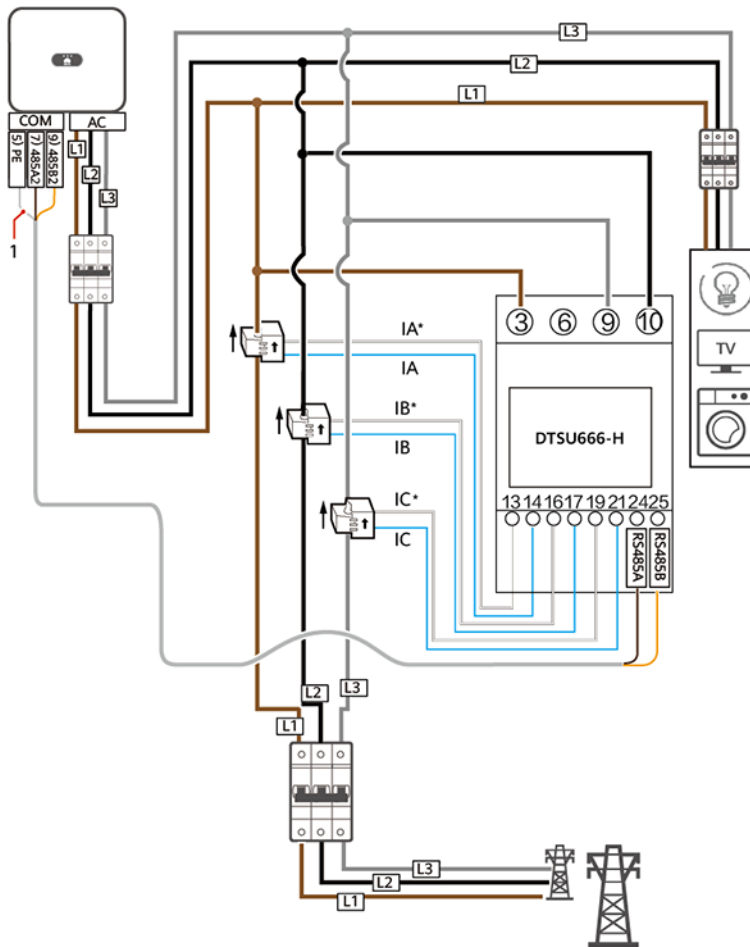 L3
L2
L1
COM
AC
5) PE
7) 485A2
9) 485B2
L1
L2
L3
1
3 6 9 10
IA*
IA
TV
IB*
IB
DTSU666-H
IC*
IC
13 14 16 17 19 21 24 25
RS485A
RS485B
L2
L3
L1
L3
L2
L1